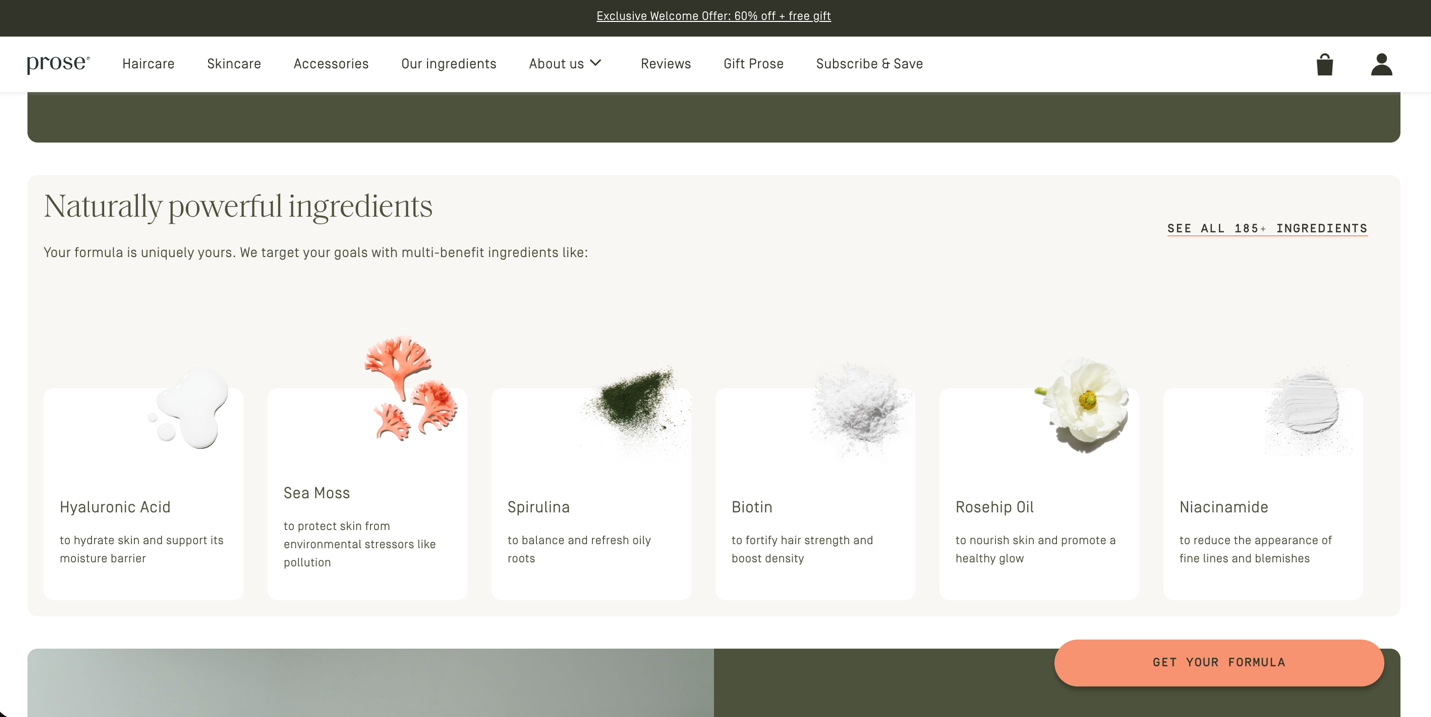 Exclusive Welcome Offer: 60% off + free gift
prose®
Haircare
Skincare
Accessories
Our ingredients
About us
Reviews
Gift Prose
Subscribe & Save
Naturally powerful ingredients
SEE ALL 185+ INGREDIENTS
Your formula is uniquely yours. We target your goals with multi-benefit ingredients like:
Hyaluronic Acid
to hydrate skin and support its
moisture barrier
Sea Moss
to protect skin from
environmental stressors like
pollution
Spirulina
to balance and refresh oily
roots
Biotin
to fortify hair strength and
boost density
Rosehip Oil
to nourish skin and promote a
healthy glow
Niacinamide
to reduce the appearance of
fine lines and blemishes
GET YOUR FORMULA